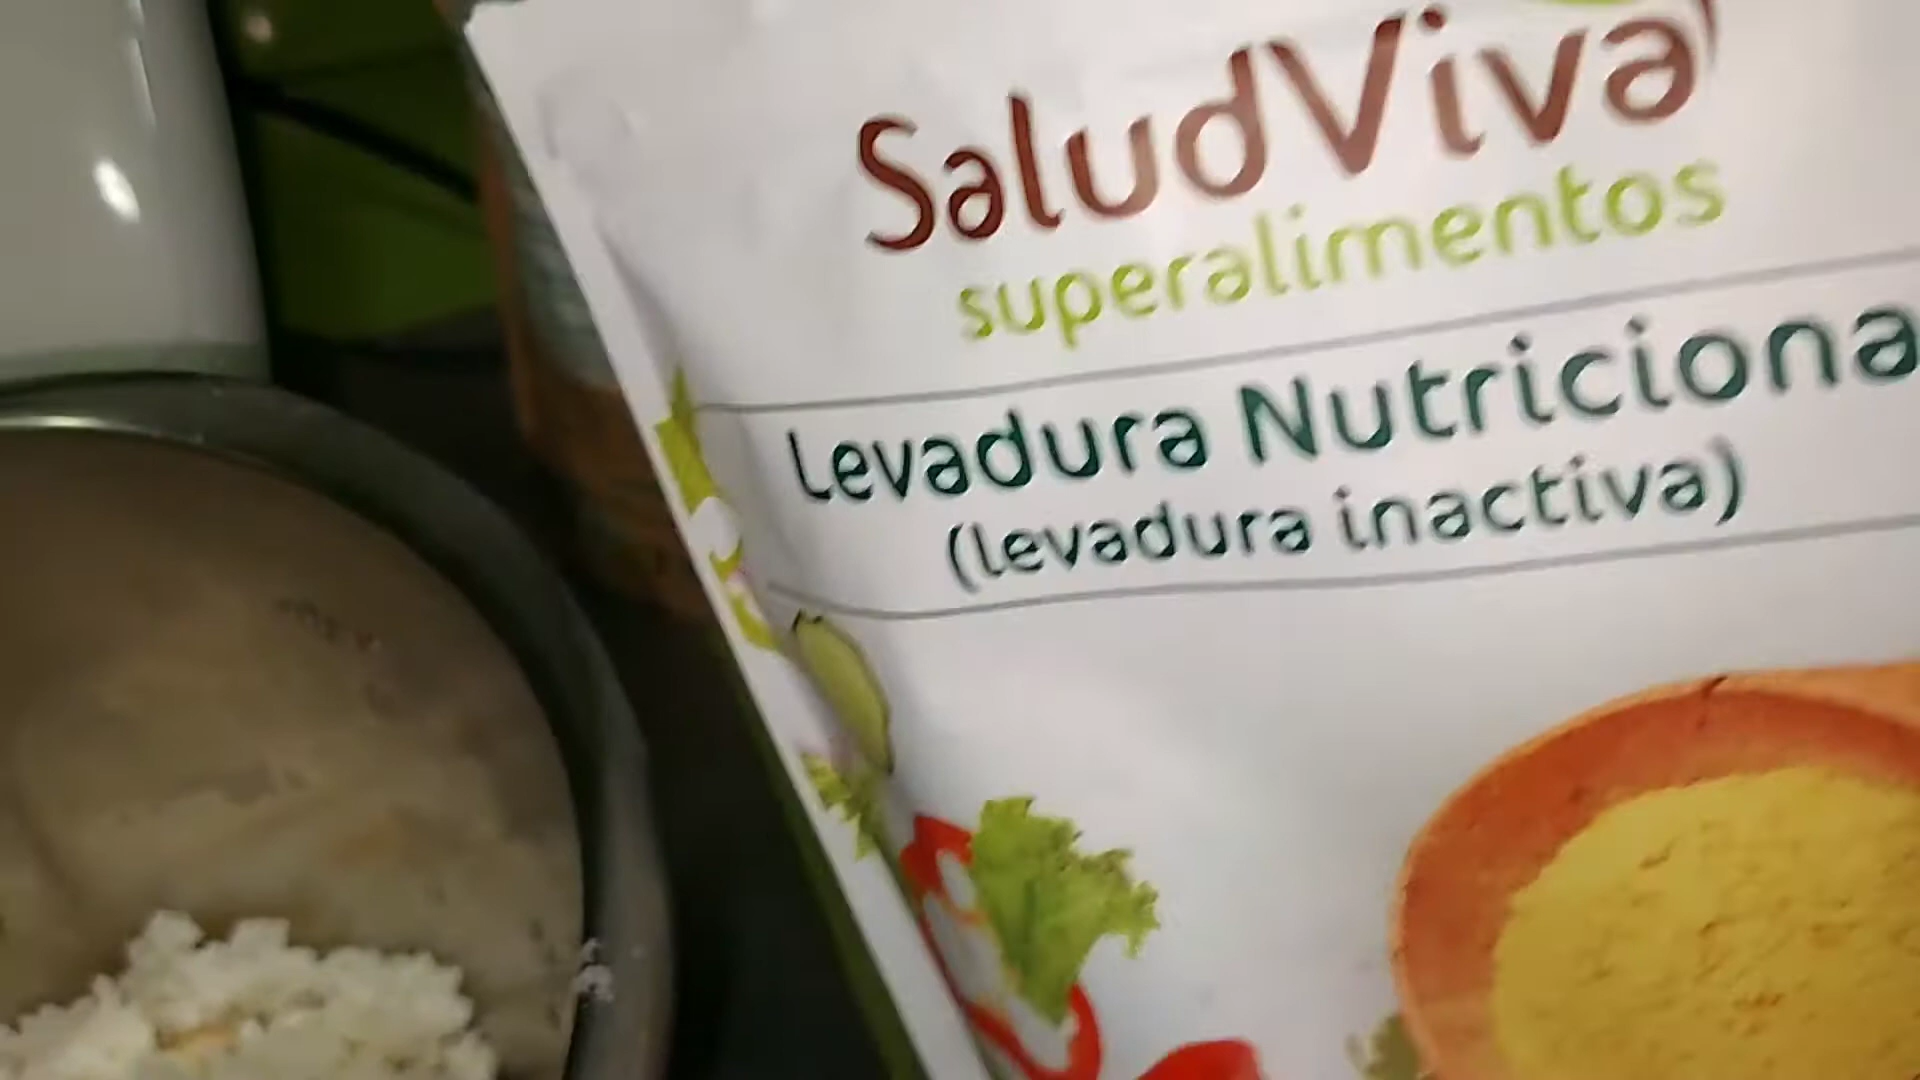 SaludViva
superalimentos
Levadura Nutriciona
(levadura inactiva)